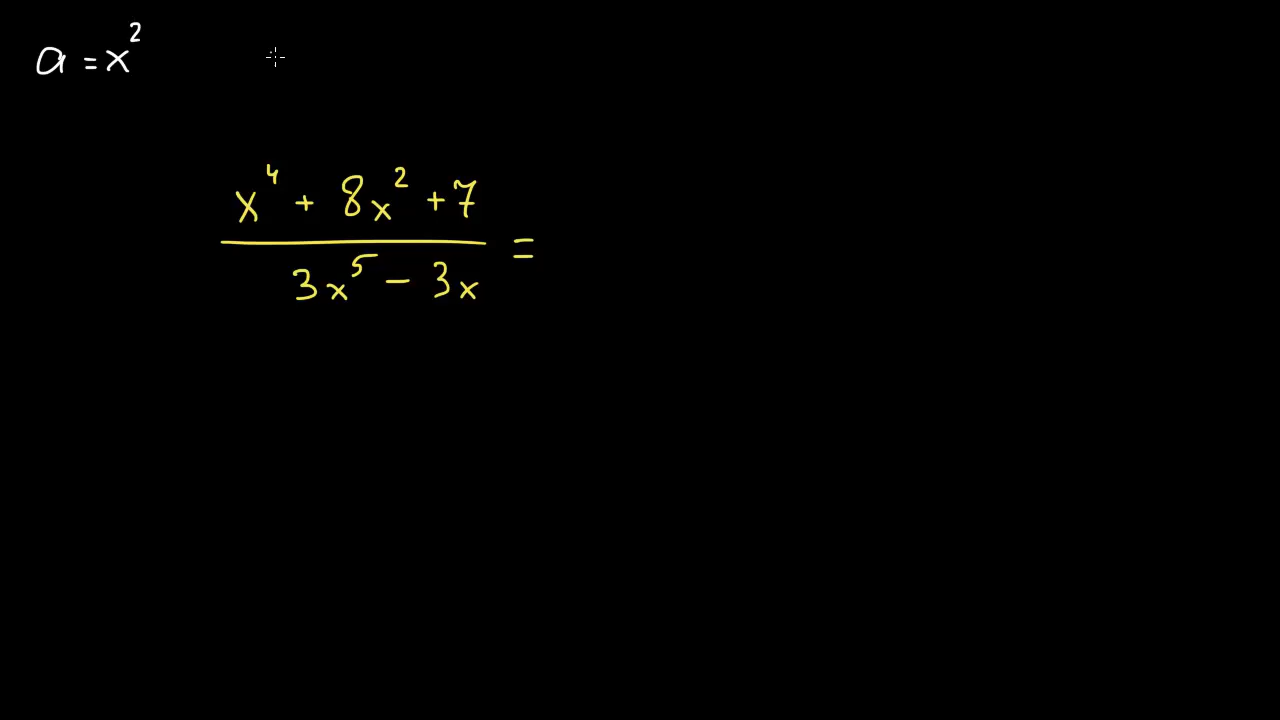 a = x²
x⁴ + 8x² + 7
3x⁵ - 3x
=